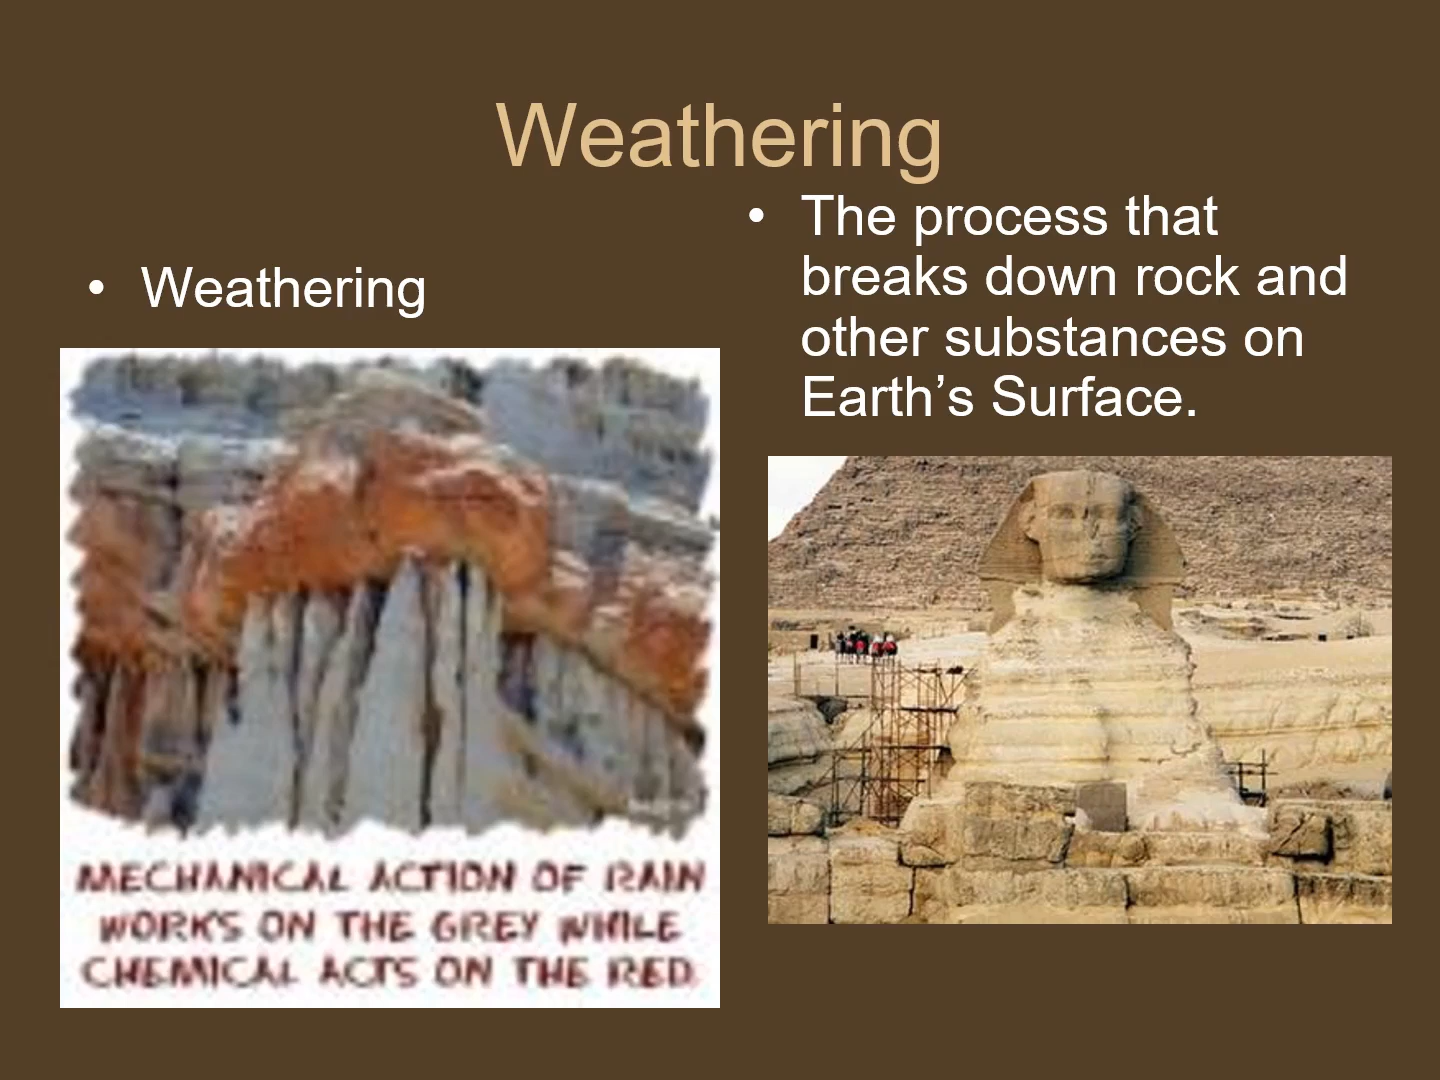 Weathering
• Weathering
• The process that
breaks down rock and
other substances on
Earth’s Surface.
MECHANICAL ACTION OF RAIN
WORKS ON THE GREY WHILE
CHEMICAL ACTS ON THE RED.